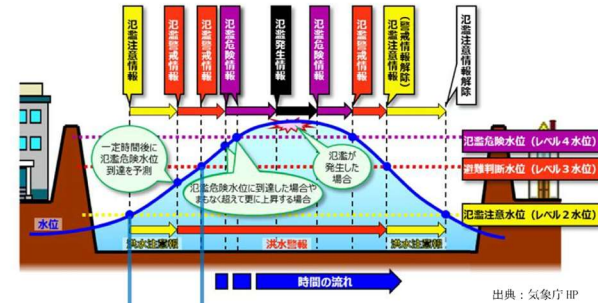 氾濫注意情報
氾濫警戒情報
氾濫警戒情報
氾濫危険情報
氾濫発生情報
氾濫危険情報
氾濫警戒情報
氾濫注意情報
(警戒情報解除)
氾濫注意情報解除
一定時間後に
氾濫危険水位
到達を予測
氾濫危険水位に到達した場合や
まもなく超えて更に上昇する場合
氾濫が
発生した
場合
氾濫危険水位(レベル4水位)
避難判断水位(レベル3水位)
氾濫注意水位(レベル2水位)
水位
洪水注意報
洪水警報
洪水注意報
時間の流れ
出典:気象庁HP